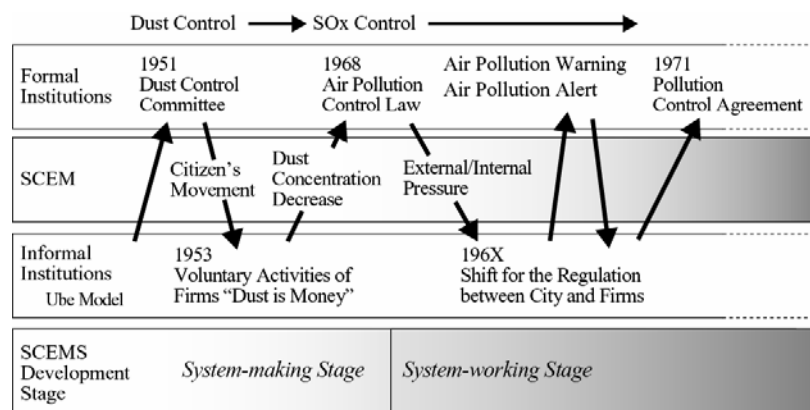 Dust Control
SOx Control
Formal
Institutions
1951
Dust Control
Committee
1968
Air Pollution
Control Law
Air Pollution Warning
Air Pollution Alert
1971
Pollution
Control Agreement
SCEM
Citizen's
Movement
Dust
Concentration
Decrease
External/Internal
Pressure
Informal
Institutions
Ube Model
1953
Voluntary Activities of
Firms “Dust is Money”
196X
Shift for the Regulation
between City and Firms
SCEMS
Development
Stage
System-making Stage
System-working Stage